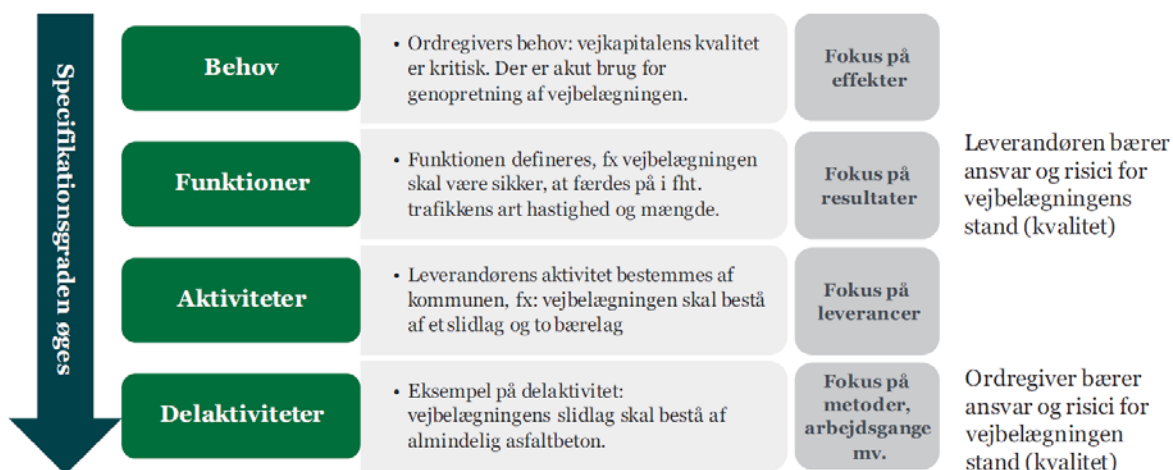 Specifikationsgraden øges
Behov
• Ordregivers behov: vejkapitalens kvalitet
er kritisk. Der er akut brug for
genopretning af vejbelægningen.
Fokus på
effekter
Funktioner
• Funktionen defineres, fx vejbelægningen
skal være sikker, at færdes på i fht.
trafikkens art hastighed og mængde.
Fokus på
resultater
Leverandøren bærer
ansvar og risici for
vejbelægningens
stand (kvalitet)
Aktiviteter
• Leverandørens aktivitet bestemmes af
kommunen, fx: vejbelægningen skal bestå
af et slidlag og to bærelag
Fokus på
leverancer
Delaktiviteter
• Eksempel på delaktivitet:
vejbelægningens slidlag skal bestå af
almindelig asfaltbeton.
Fokus på
metoder,
arbejdsgange
mv.
Ordregiver bærer
ansvar og risici for
vejbelægningen
stand (kvalitet)